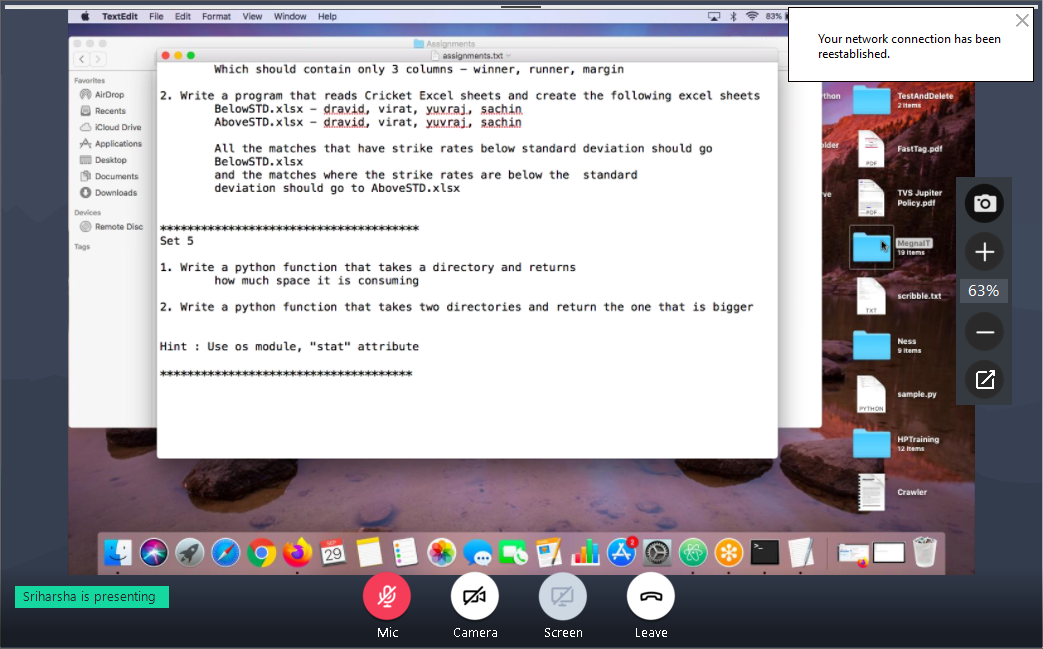 TextEdit File Edit Format View Window Help 83%
Your network connection has been
reestablished.
Assignments
assignments.txt
Favorites
AirDrop
Recents
iCloud Drive
Applications
Desktop
Documents
Downloads
Devices
Remote Disc
Tags
Which should contain only 3 columns – winner, runner, margin
2. Write a program that reads Cricket Excel sheets and create the following excel sheets
BelowSTD.xlsx – dravid, virat, yuvraj, sachin
AboveSTD.xlsx – dravid, virat, yuvraj, sachin
All the matches that have strike rates below standard deviation should go
BelowSTD.xlsx
and the matches where the strike rates are below the standard
deviation should go to AboveSTD.xlsx
**************************************
Set 5
1. Write a python function that takes a directory and returns
how much space it is consuming
2. Write a python function that takes two directories and return the one that is bigger
Hint : Use os module, "stat" attribute
*************************************
thon
older
ve
TestAndDelete
2 items
FastTag.pdf
PDF
TVS Jupiter
Policy.pdf
PDF
MegnaIT
19 items
scribble.txt
TXT
Ness
9 items
sample.py
PYTHON
HPTraining
12 items
Crawler
63%
SEP
29
2
Sriharsha is presenting
Mic
Camera
Screen
Leave